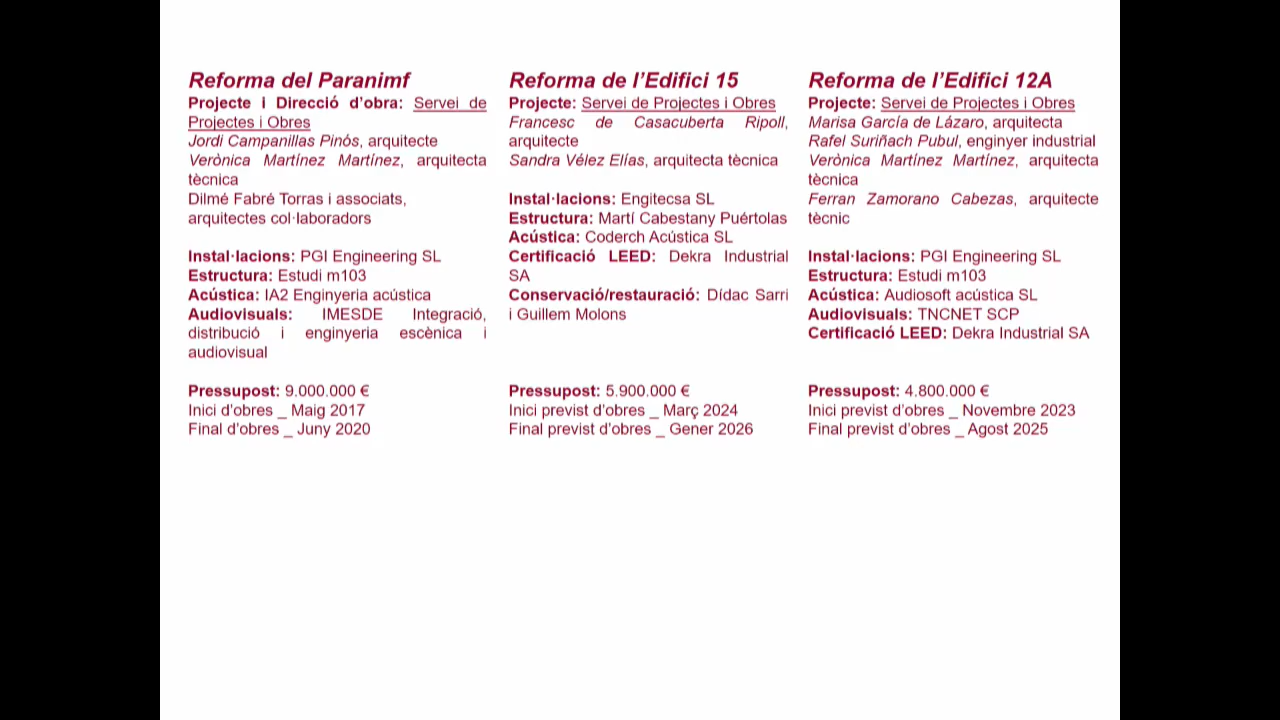 Reforma del Paranimf
Projecte i Direcció d’obra: Servei de
Projectes i Obres
Jordi Campanillas Pinós, arquitecte
Verònica Martínez Martínez, arquitecta
tècnica
Dilmé Fabré Torras i associats,
arquitectes col·laboradors
Instal·lacions: PGI Engineering SL
Estructura: Estudi m103
Acústica: IA2 Enginyeria acústica
Audiovisuals: IMESDE Integració,
distribució i enginyeria escènica i
audiovisual
Pressupost: 9.000.000 €
Inici d’obres _ Maig 2017
Final d’obres _ Juny 2020
Reforma de l’Edifici 15
Projecte: Servei de Projectes i Obres
Francesc de Casacuberta Ripoll,
arquitecte
Sandra Vélez Elías, arquitecta tècnica
Instal·lacions: Engitecsa SL
Estructura: Martí Cabestany Puértolas
Acústica: Coderch Acústica SL
Certificació LEED: Dekra Industrial
SA
Conservació/restauració: Dídac Sarri
i Guillem Molons
Pressupost: 5.900.000 €
Inici previst d’obres _ Març 2024
Final previst d’obres _ Gener 2026
Reforma de l’Edifici 12A
Projecte: Servei de Projectes i Obres
Marisa García de Lázaro, arquitecta
Rafel Suriñach Pubul, enginyer industrial
Verònica Martínez Martínez, arquitecta
tècnica
Ferran Zamorano Cabezas, arquitecte
tècnic
Instal·lacions: PGI Engineering SL
Estructura: Estudi m103
Acústica: Audiosoft acústica SL
Audiovisuals: TNCNET SCP
Certificació LEED: Dekra Industrial SA
Pressupost: 4.800.000 €
Inici previst d’obres _ Novembre 2023
Final previst d’obres _ Agost 2025